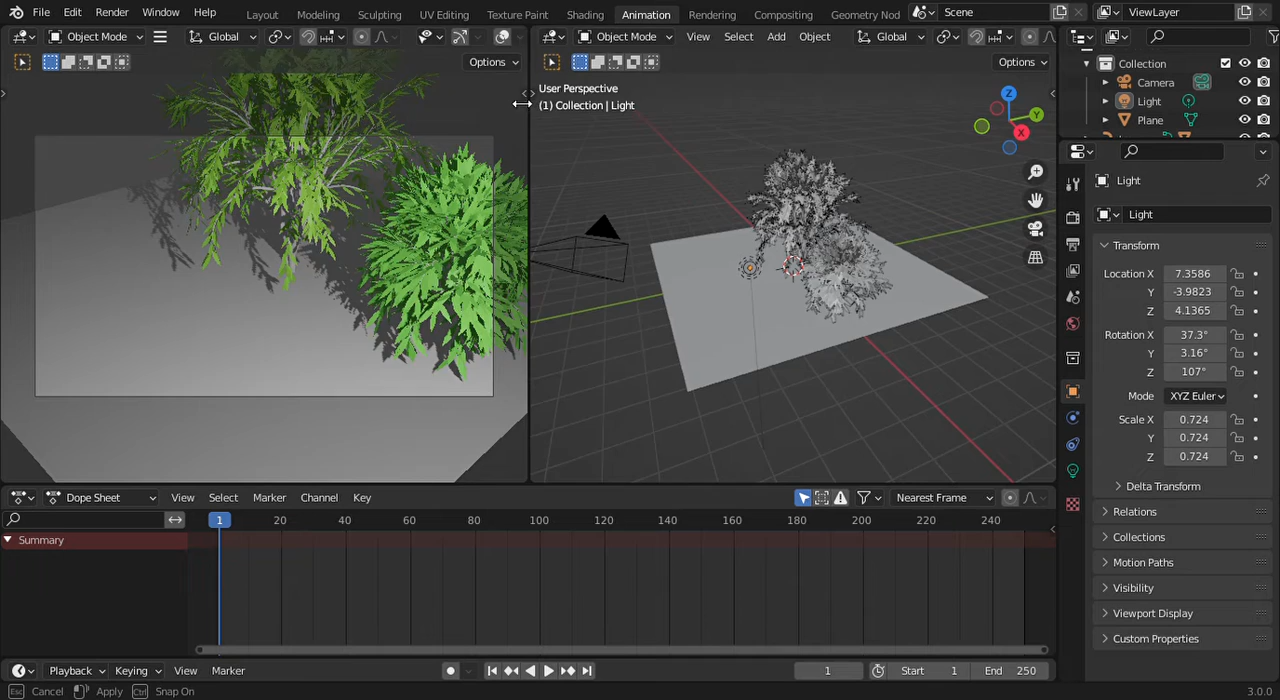 File Edit Render Window Help Layout Modeling Sculpting UV Editing Texture Paint Shading Animation Rendering Compositing Geometry Nod Scene ViewLayer
Object Mode Global
Object Mode View Select Add Object Global
Options
Options
User Perspective
(1) Collection | Light
Z
Y
X
Collection
Camera
Light
Plane
Light
Light
Transform
Location X 7.3586
Y -3.9823
Z 4.1365
Rotation X 37.3°
Y 3.16°
Z 107°
Mode XYZ Euler
Scale X 0.724
Y 0.724
Z 0.724
Delta Transform
Relations
Collections
Motion Paths
Visibility
Viewport Display
Custom Properties
Dope Sheet View Select Marker Channel Key Nearest Frame
1 20 40 60 80 100 120 140 160 180 200 220 240
Summary
Playback Keying View Marker 1 Start 1 End 250
Esc Cancel Apply Ctrl Snap On 3.0.0